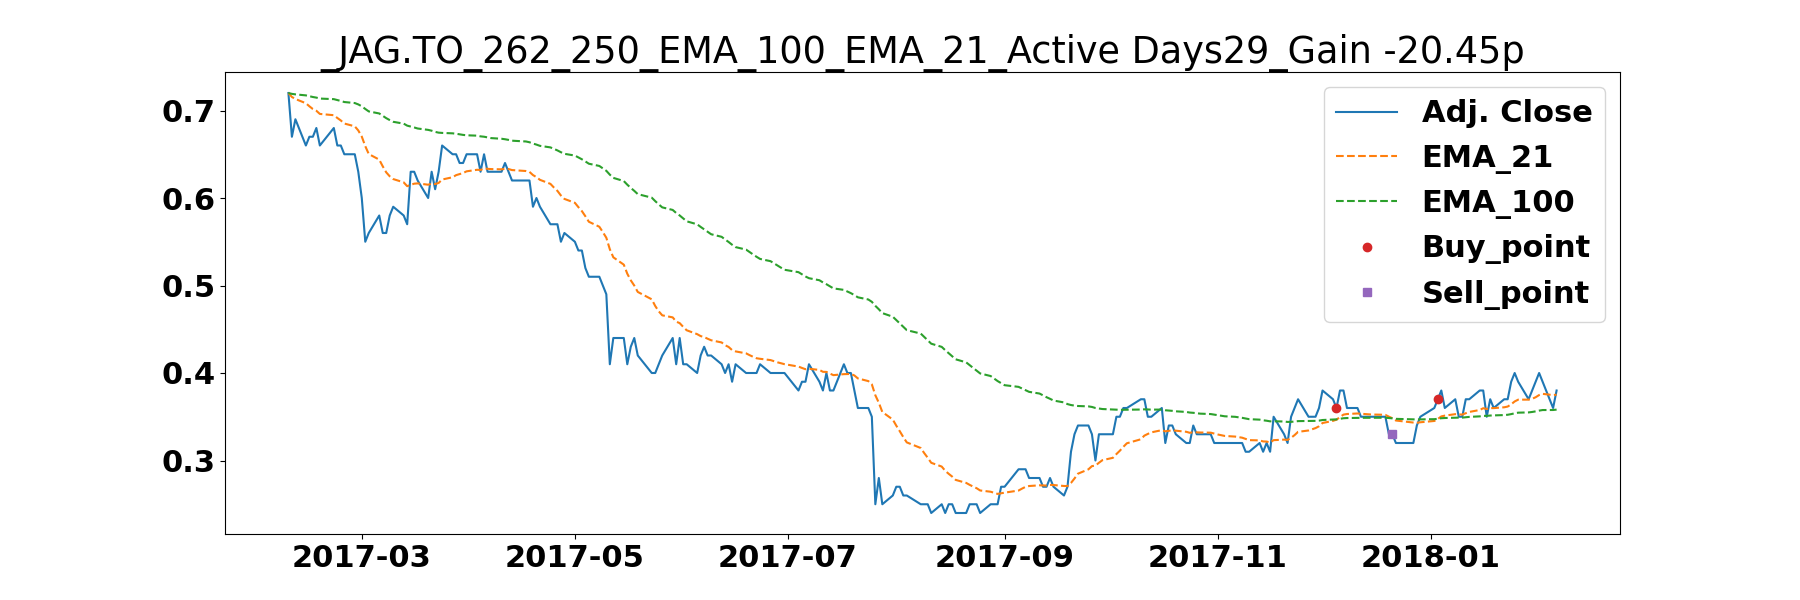 _JAG.TO_262_250_EMA_100_EMA_21_Active Days29_Gain -20.45p
0.7
0.6
0.5
0.4
0.3
Adj. Close
EMA_21
EMA_100
Buy_point
Sell_point
2017-03 2017-05 2017-07 2017-09 2017-11 2018-01